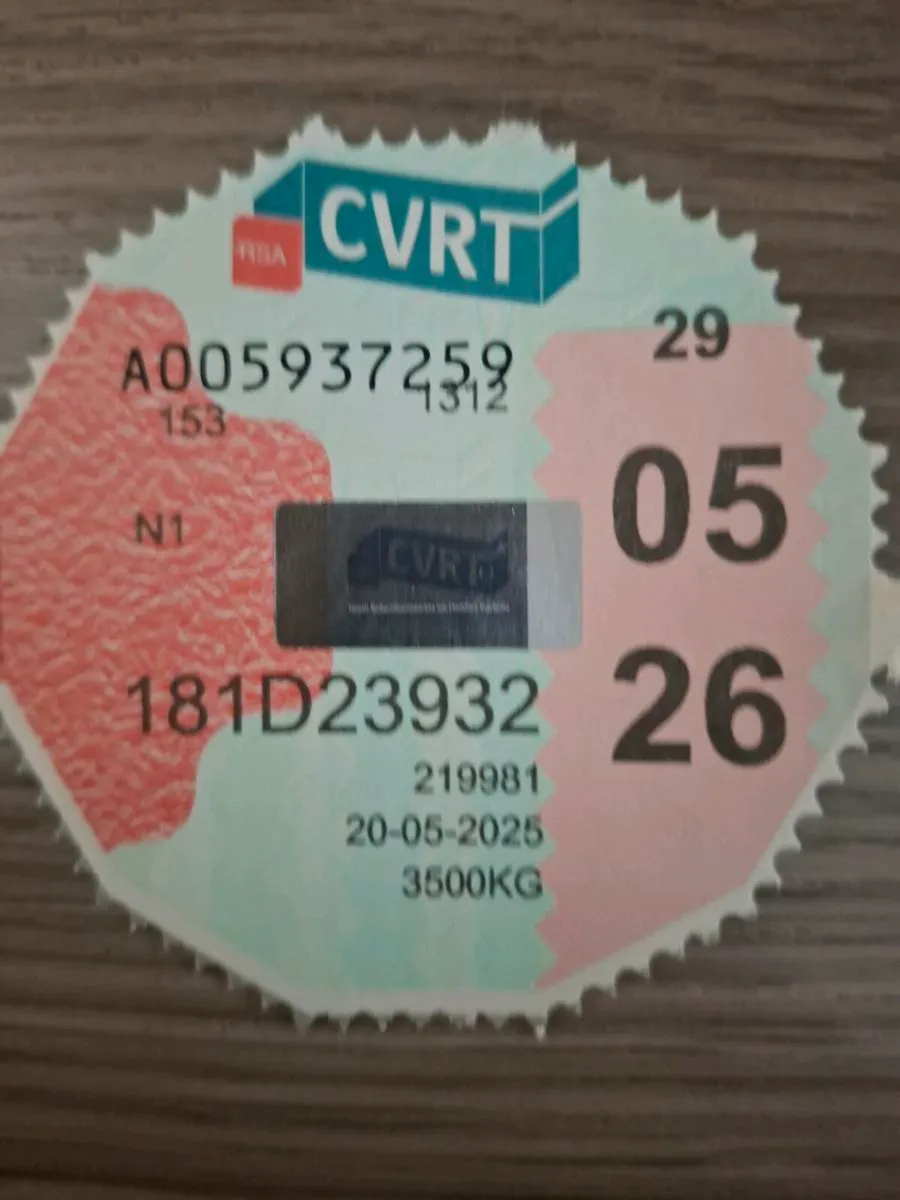 CVRT
RSA
A005937259
1312
153
N1
CVRT
181D23932
219981
20-05-2025
3500KG
29
05
26